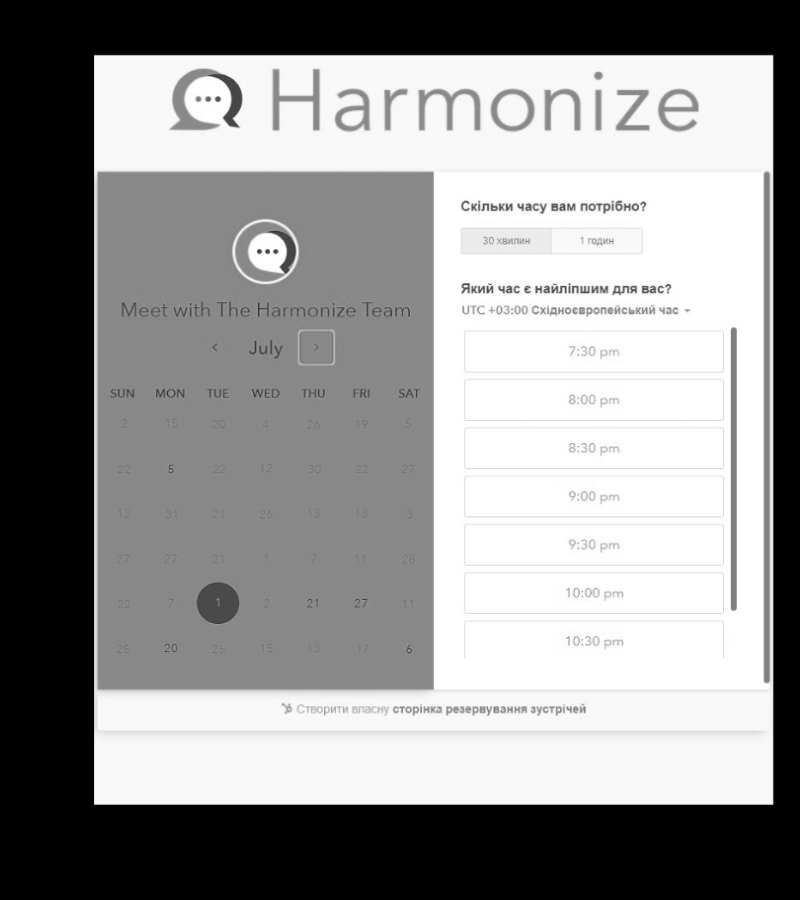 Harmonize
Meet with The Harmonize Team
July
SUN MON TUE WED THU FRI SAT
2 15 20 4 26 19 5
22 5 22 12 30 22 27
13 31 21 26 13 13 3
27 27 21 1 7 11 28
22 7 1 2 21 27 11
25 20 26 15 13 17 6
Скільки часу вам потрібно?
30 хвилин 1 годин
Який час є найліпшим для вас?
UTC +03:00 Східноєвропейський час
7:30 pm
8:00 pm
8:30 pm
9:00 pm
9:30 pm
10:00 pm
10:30 pm
Створити власну сторінка резервування зустрічей